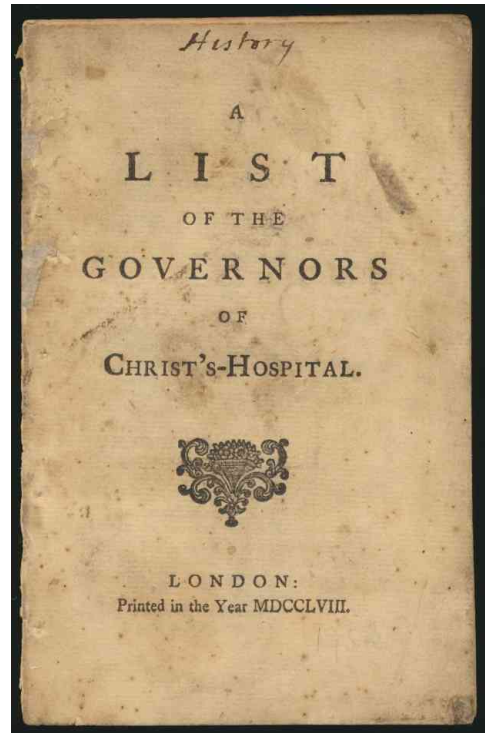 History
A
LIST
OF THE
GOVERNORS
OF
CHRIST'S-HOSPITAL.
LONDON:
Printed in the Year MDCCLVIII.